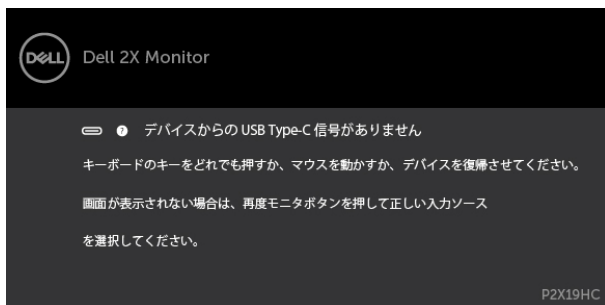 DELL
Dell 2X Monitor
? デバイスからの USB Type-C 信号がありません
キーボードのキーをどれでも押すか、マウスを動かすか、デバイスを復帰させてください。
画面が表示されない場合は、再度モニタボタンを押して正しい入力ソース
を選択してください。
P2X19HC